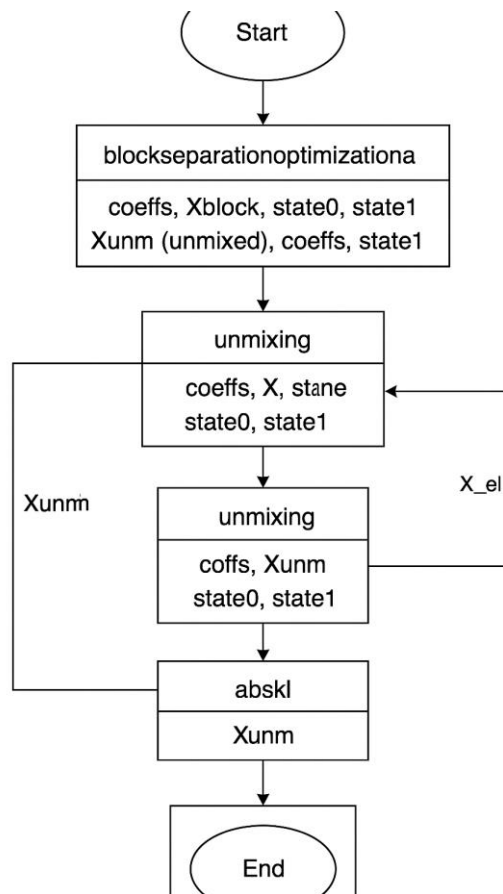 Start
blockseparationoptimizationa
coeffs, Xblock, state0, state1
Xunm (unmixed), coeffs, state1
unmixing
coeffs, X, stane
state0, state1
X_el
Xunm
unmixing
coffs, Xunm
state0, state1
abskl
Xunm
End